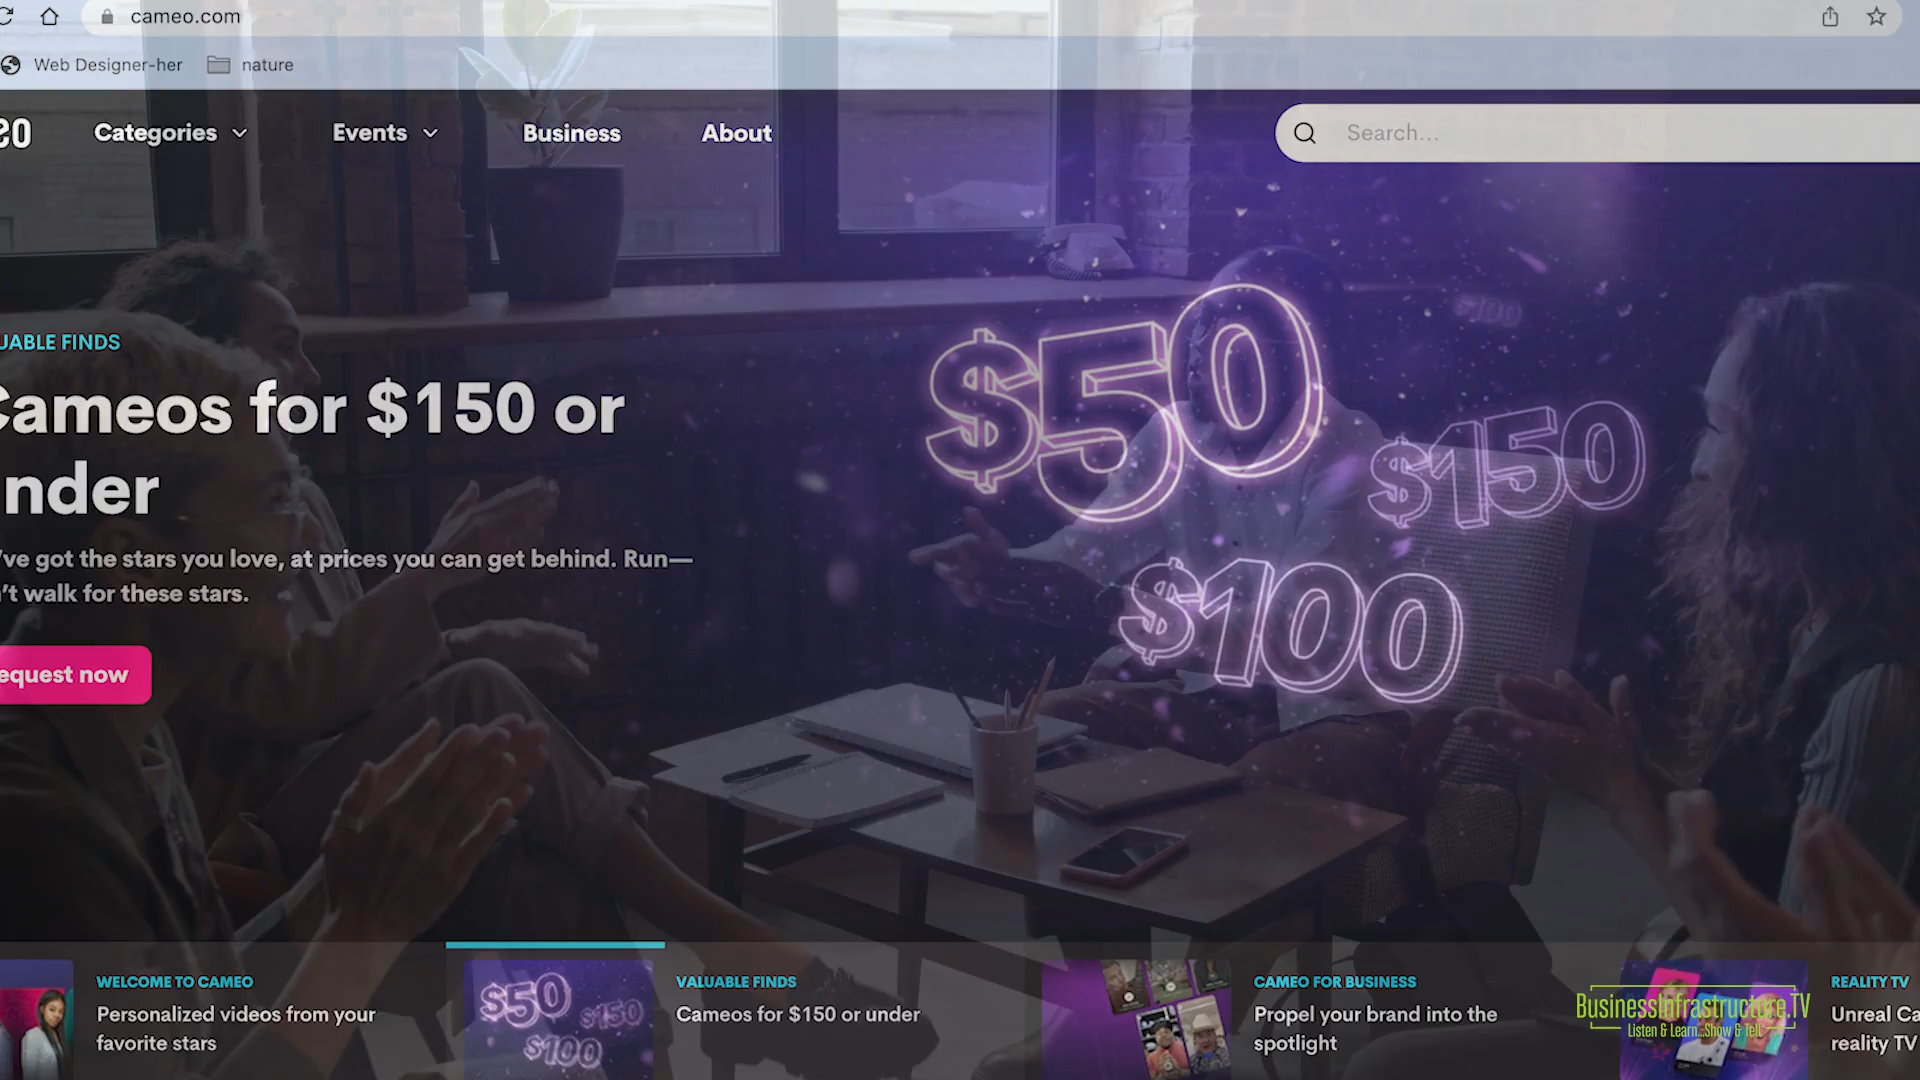 cameo.com
Web Designer-her nature
eo Categories Events Business About Search...
UABLE FINDS
Cameos for $150 or
nder
've got the stars you love, at prices you can get behind. Run—
't walk for these stars.
equest now
$100
$50
$150
$100
WELCOME TO CAMEO
Personalized videos from your
favorite stars
$50
$150
$100
VALUABLE FINDS
Cameos for $150 or under
CAMEO FOR BUSINESS
Propel your brand into the
spotlight
BusinessInfrastructure.TV
Listen & Learn...Show & Tell
REALITY TV
Unreal Ca
reality TV